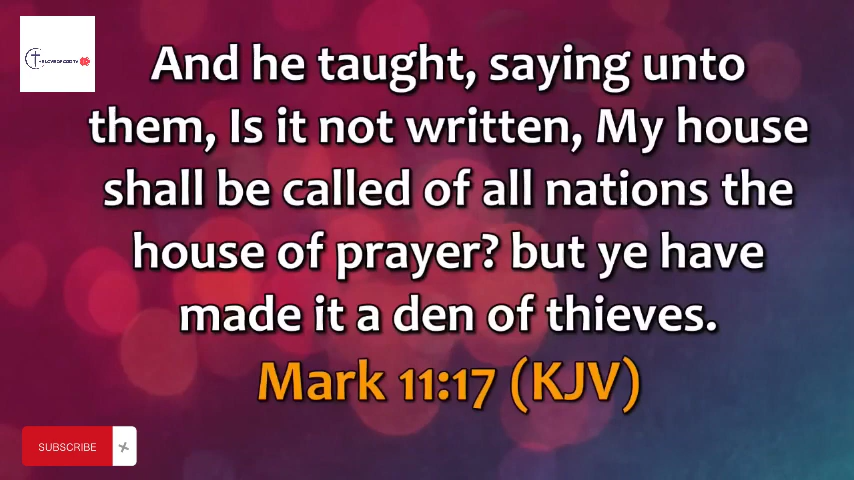 And he taught, saying unto
them, Is it not written, My house
shall be called of all nations the
house of prayer? but ye have
made it a den of thieves.
Mark 11:17 (KJV)
SUBSCRIBE